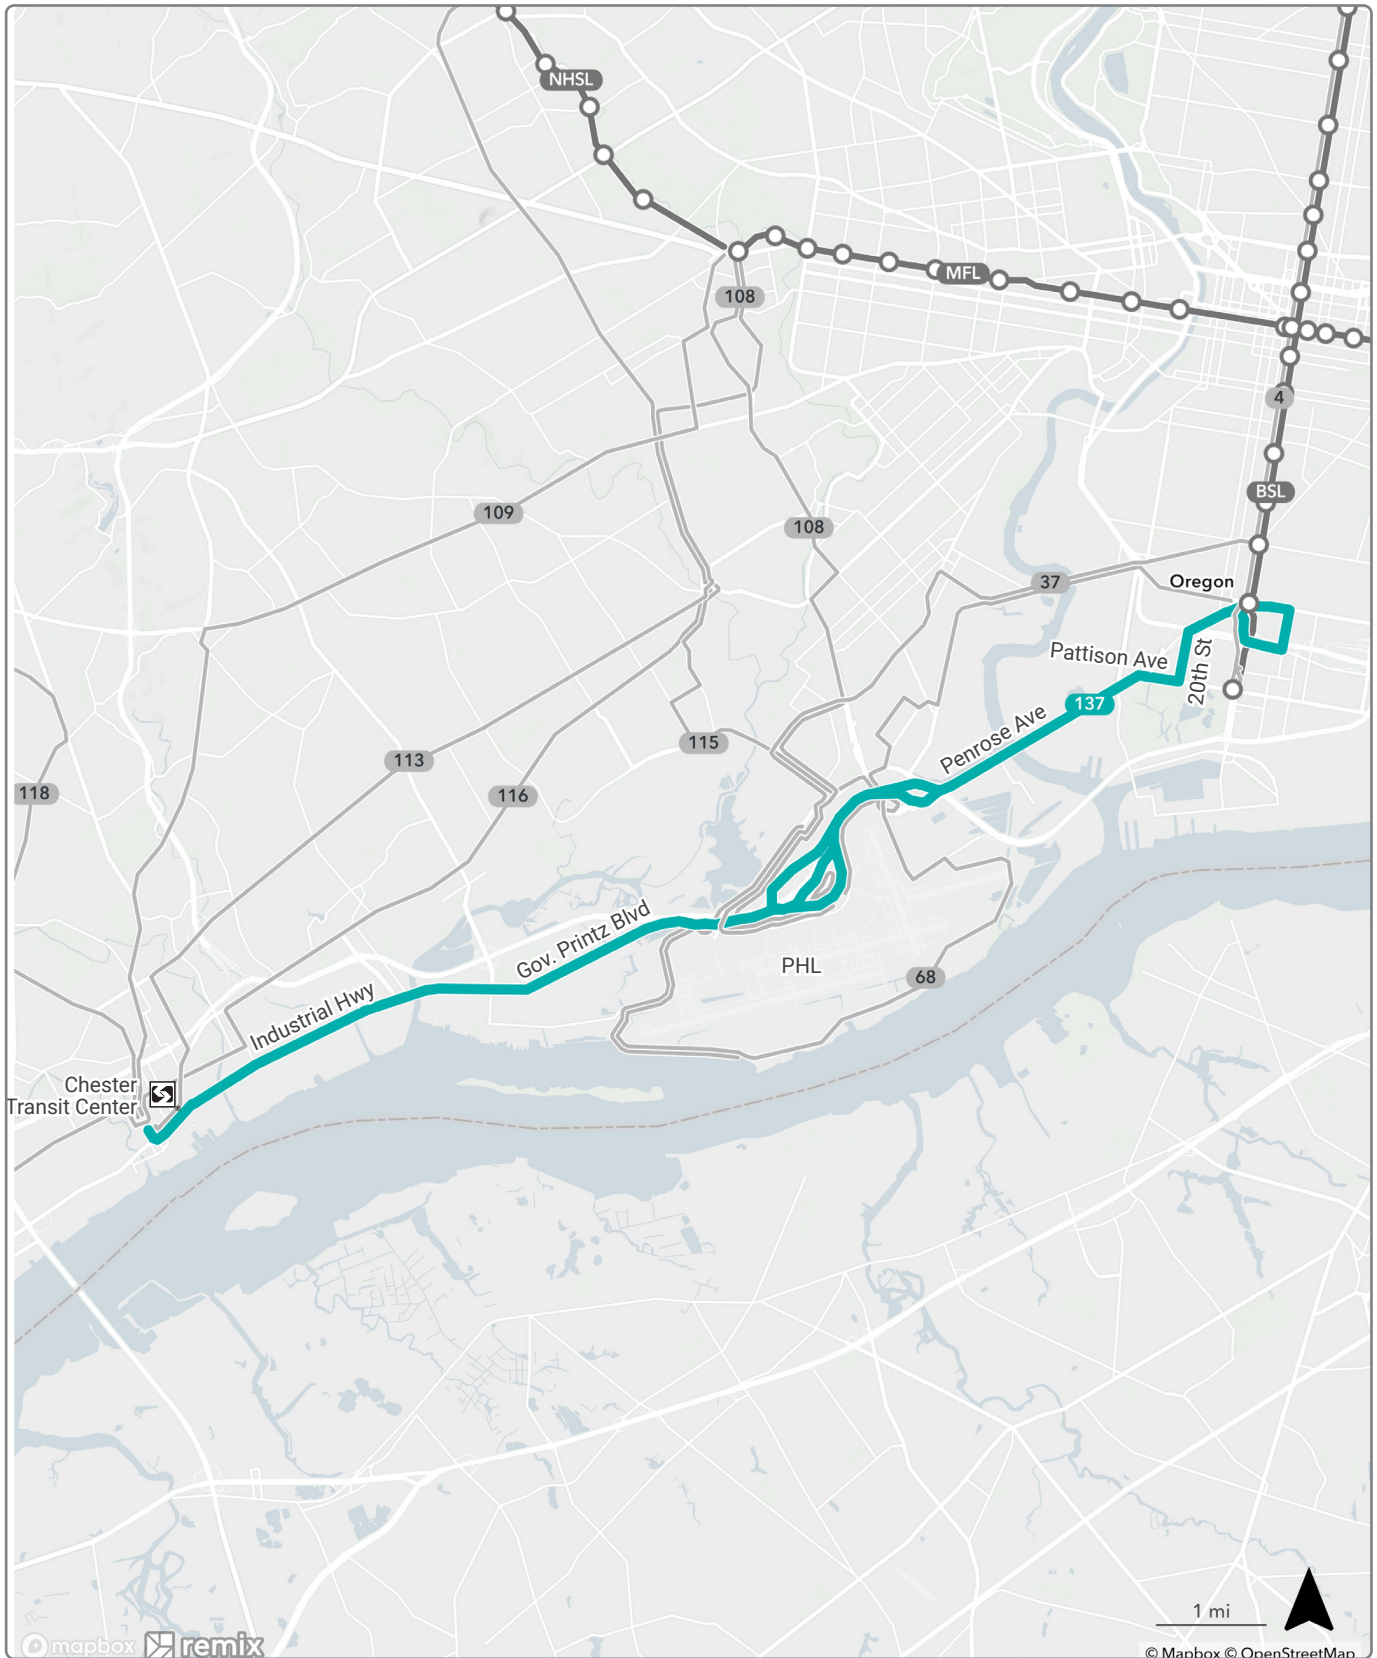 NHSL
MFL
108
4
BSL
109
108
37
Oregon
Pattison Ave
20th St
137
Penrose Ave
115
113
116
118
Gov. Printz Blvd
PHL
68
Industrial Hwy
Chester
Transit Center
1 mi
mapbox
remix
© Mapbox © OpenStreetMap